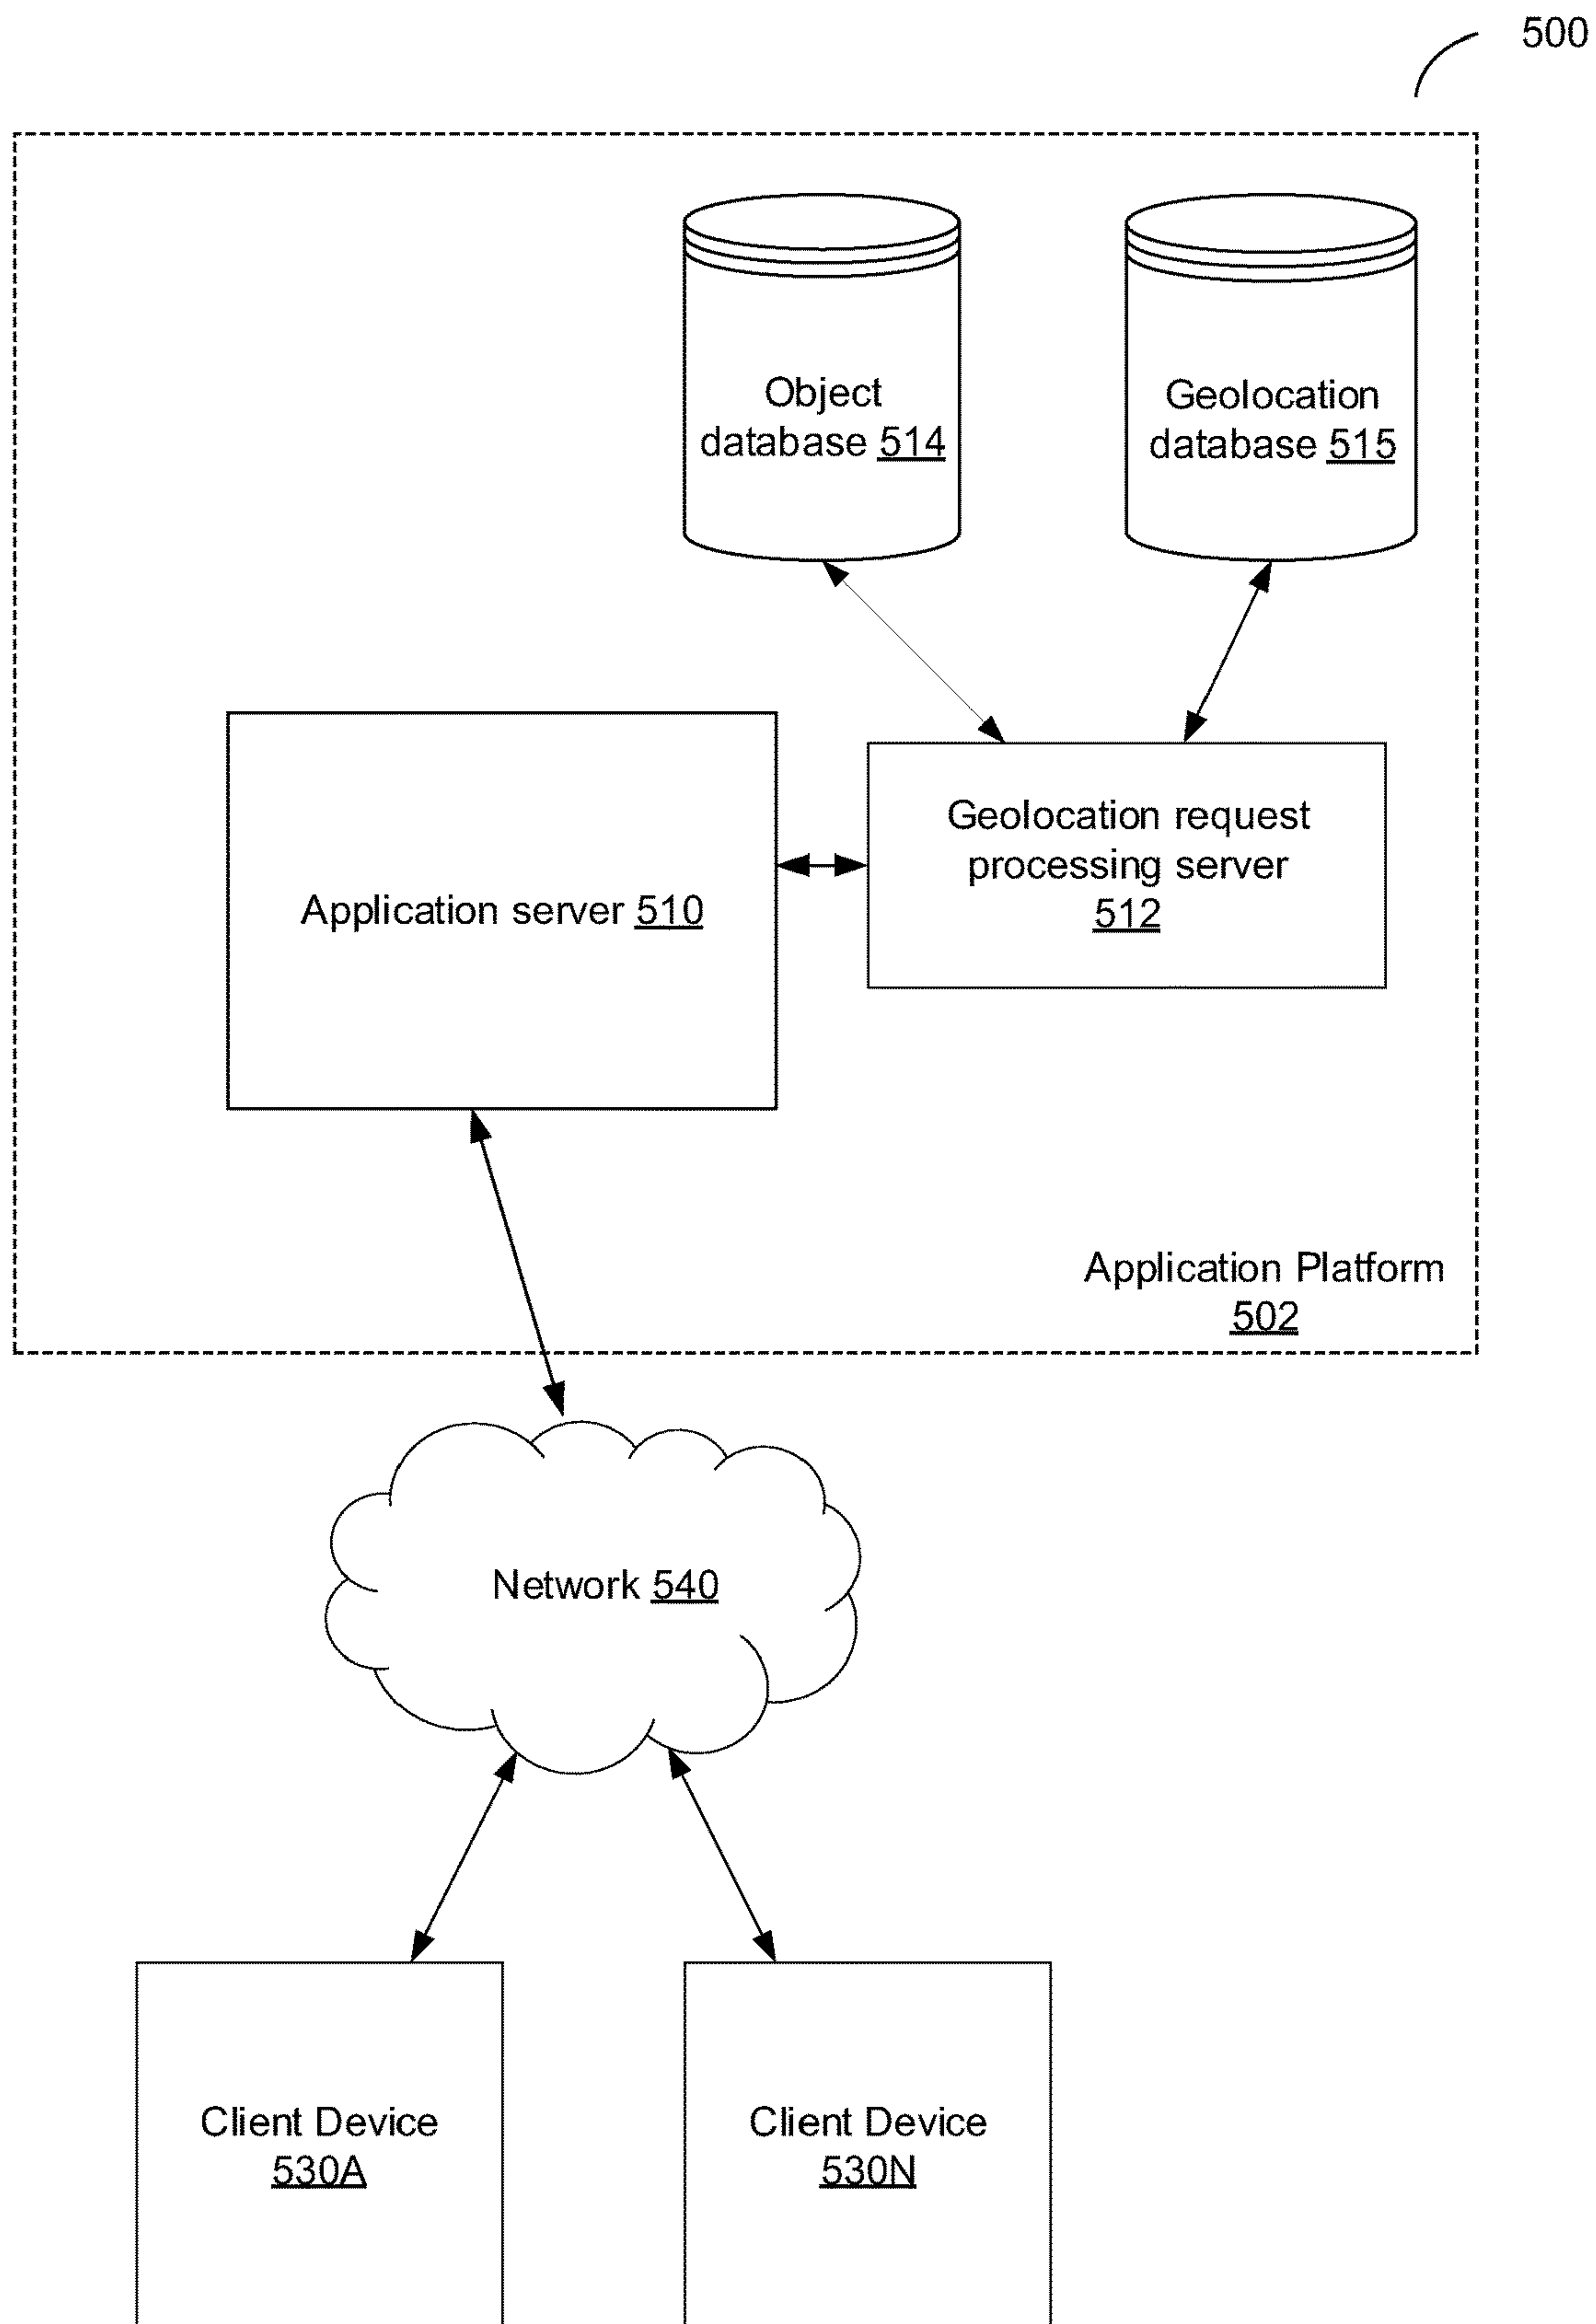 500
Object
database 514
Geolocation
database 515
Geolocation request
processing server
512
Application server 510
Application Platform
502
Network 540
Client Device
530A
Client Device
530N